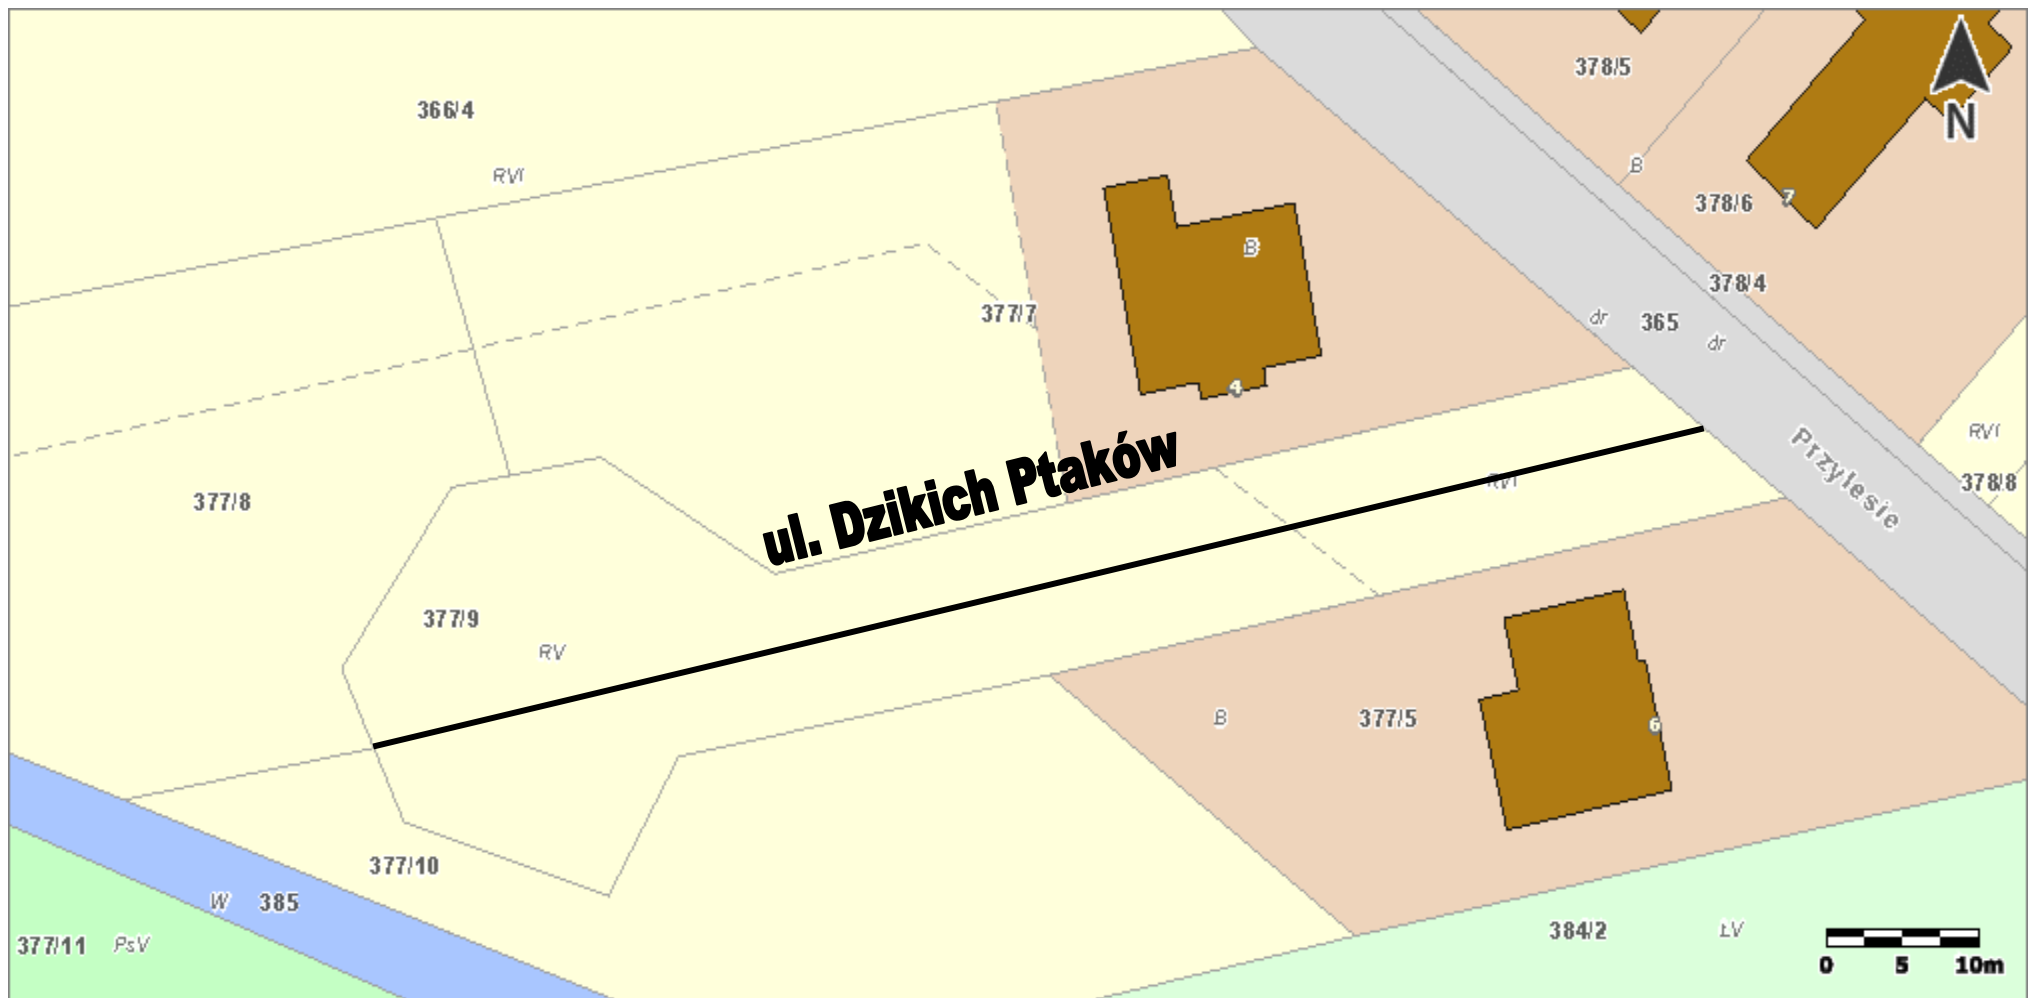 378/5
366/4
N
B
RVI
7
378/6
B
378/4
377/7
365
dr
dr
4
RVI
ul. Dzikich Ptaków
Przylesie
RVI
378/8
377/8
377/9
RV
B
377/5
6
377/10
W
385
384/2
ŁV
377/11
PsV
0
5
10m